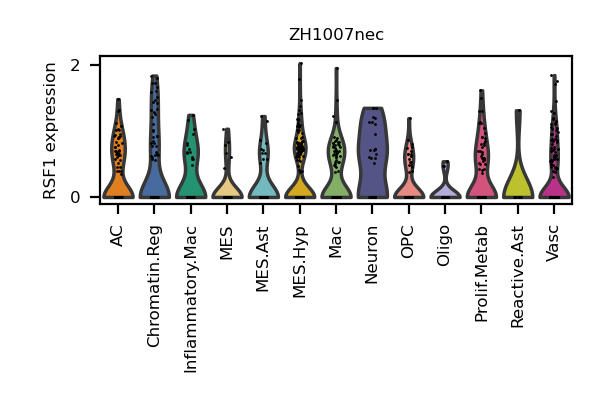 ZH1007nec
RSF1 expression
2
0
AC
Chromatin.Reg
Inflammatory.Mac
MES
MES.Ast
MES.Hyp
Mac
Neuron
OPC
Oligo
Prolif.Metab
Reactive.Ast
Vasc